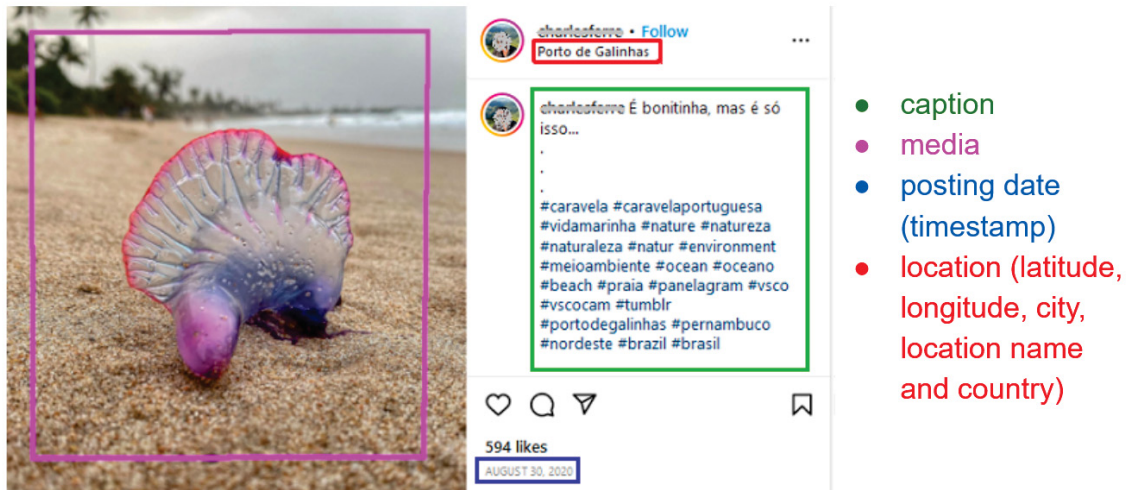 charlesferre • Follow
Porto de Galinhas
...
charlesferre É bonitinha, mas é só
isso...
.
.
.
#caravela #caravelaportuguesa
#vidamarinha #nature #natureza
#naturaleza #natur #environment
#meioambiente #ocean #oceano
#beach #praia #panelagram #vsco
#vscocam #tumblr
#portodegalinhas #pernambuco
#nordeste #brazil #brasil
594 likes
AUGUST 30, 2020
• caption
• media
• posting date
(timestamp)
• location (latitude,
longitude, city,
location name
and country)